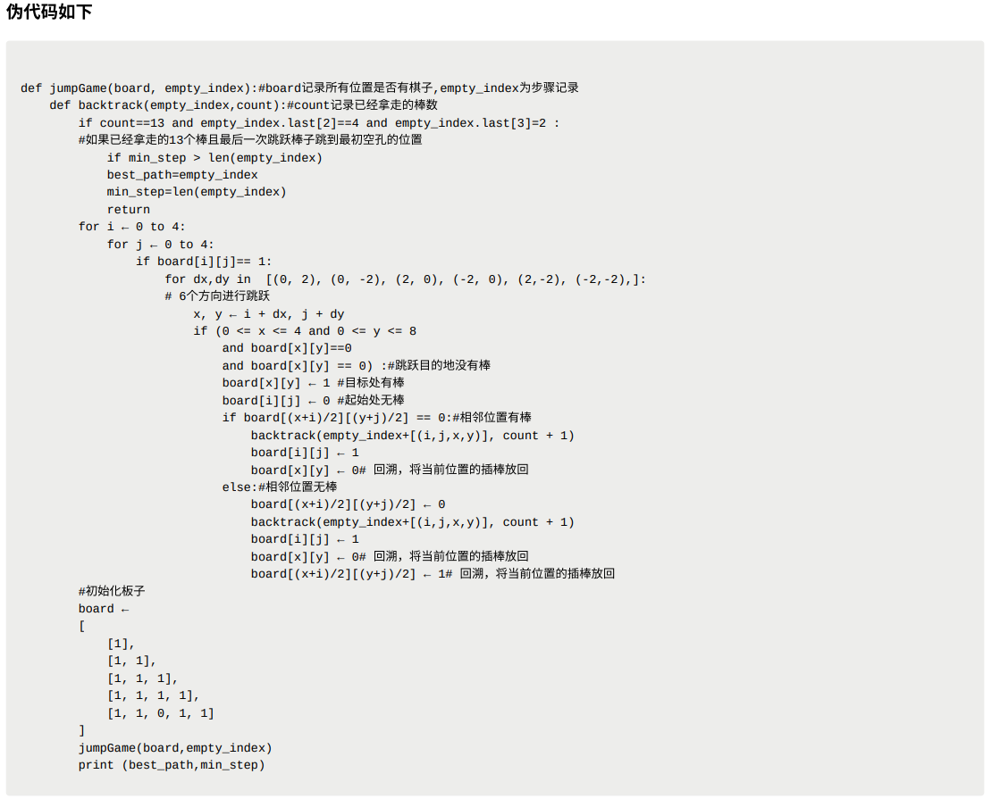 伪代码如下
def jumpGame(board, empty_index):#board记录所有位置是否有棋子,empty_index为步骤记录
    def backtrack(empty_index,count):#count记录已经拿走的棒数
        if count==13 and empty_index.last[2]==4 and empty_index.last[3]=2 :
        #如果已经拿走的13个棒且最后一次跳跃棒子跳到最初空孔的位置
            if min_step > len(empty_index)
            best_path=empty_index
            min_step=len(empty_index)
            return
        for i ← 0 to 4:
            for j ← 0 to 4:
                if board[i][j]== 1:
                    for dx,dy in  [(0, 2), (0, -2), (2, 0), (-2, 0), (2,-2), (-2,-2),]:
                    # 6个方向进行跳跃
                        x, y ← i + dx, j + dy
                        if (0 <= x <= 4 and 0 <= y <= 8
                            and board[x][y]==0
                            and board[x][y] == 0) :#跳跃目的地没有棒
                            board[x][y] ← 1 #目标处有棒
                            board[i][j] ← 0 #起始处无棒
                            if board[(x+i)/2][(y+j)/2] == 0:#相邻位置有棒
                                backtrack(empty_index+[(i,j,x,y)], count + 1)
                                board[i][j] ← 1
                                board[x][y] ← 0# 回溯，将当前位置的插棒放回
                            else:#相邻位置无棒
                                board[(x+i)/2][(y+j)/2] ← 0
                                backtrack(empty_index+[(i,j,x,y)], count + 1)
                                board[i][j] ← 1
                                board[x][y] ← 0# 回溯，将当前位置的插棒放回
                                board[(x+i)/2][(y+j)/2] ← 1# 回溯，将当前位置的插棒放回
        #初始化板子
        board ←
        [
            [1],
            [1, 1],
            [1, 1, 1],
            [1, 1, 1, 1],
            [1, 1, 0, 1, 1]
        ]
        jumpGame(board,empty_index)
        print (best_path,min_step)